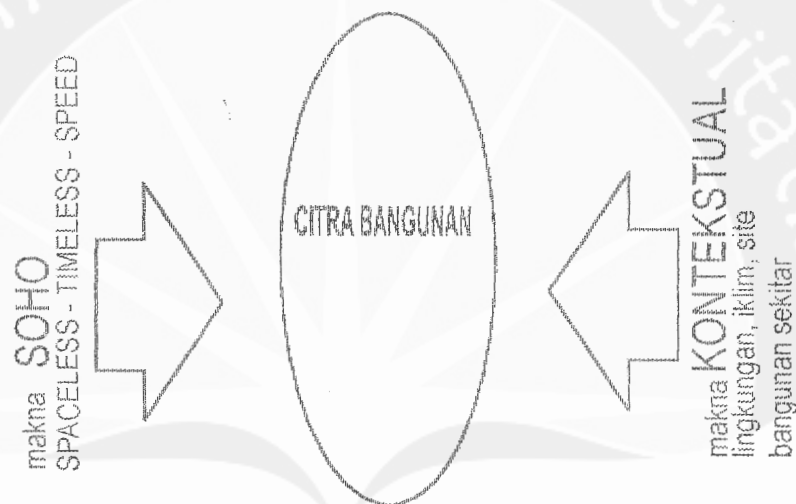 makna SOHO
SPACELESS - TIMELESS - SPEED
CITRA BANGUNAN
makna KONTEKSTUAL
lingkungan, iklim, site
bangunan sekitar